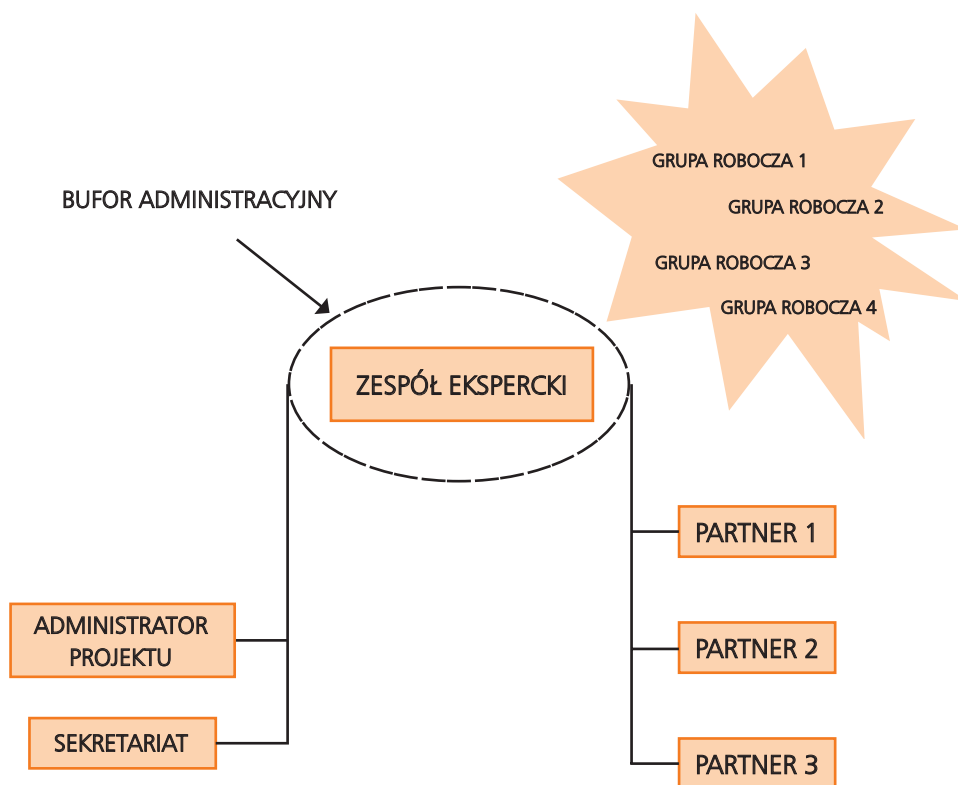 GRUPA ROBOCZA 1
BUFOR ADMINISTRACYJNY
GRUPA ROBOCZA 2
GRUPA ROBOCZA 3
GRUPA ROBOCZA 4
ZESPÓŁ EKSPERCKI
PARTNER 1
ADMINISTRATOR
PROJEKTU
PARTNER 2
SEKRETARIAT
PARTNER 3